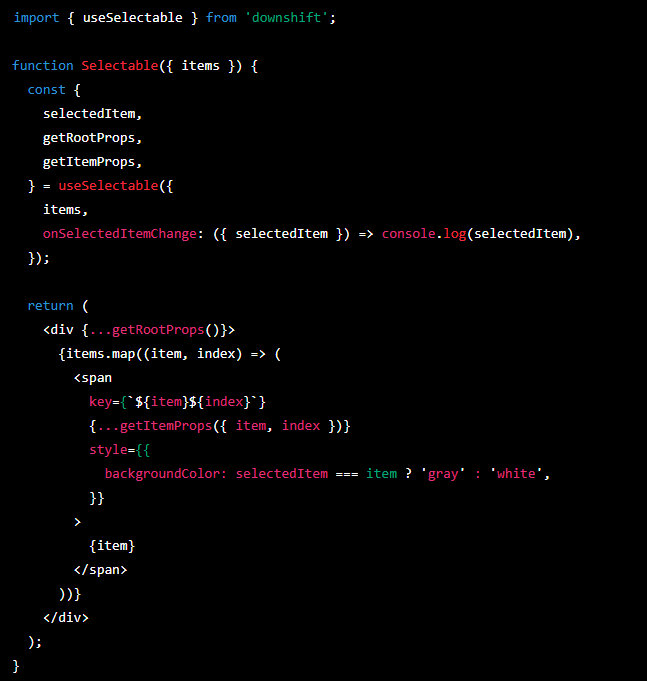 import { useSelectable } from 'downshift';

function Selectable({ items }) {
  const {
    selectedItem,
    getRootProps,
    getItemProps,
  } = useSelectable({
    items,
    onSelectedItemChange: ({ selectedItem }) => console.log(selectedItem),
  });

  return (
    <div {...getRootProps()}>
      {items.map((item, index) => (
        <span
          key={`${item}${index}`}
          {...getItemProps({ item, index })}
          style={{
            backgroundColor: selectedItem === item ? 'gray' : 'white',
          }}
        >
          {item}
        </span>
      ))}
    </div>
  );
}